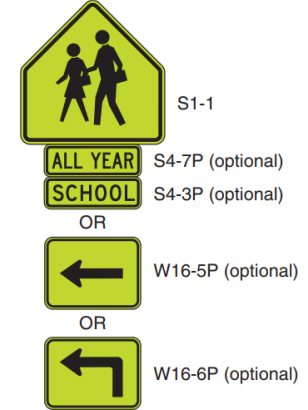 S1-1
ALL YEAR S4-7P (optional)
SCHOOL S4-3P (optional)
OR
W16-5P (optional)
OR
W16-6P (optional)